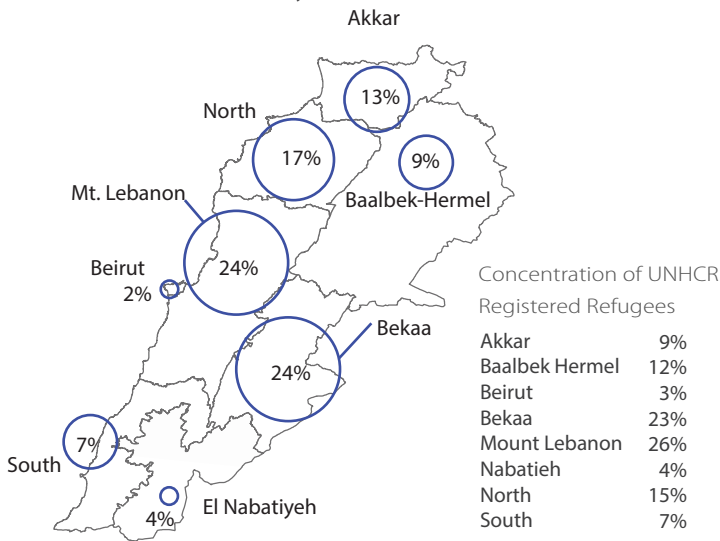 Akkar
13%
North
17%
9%
Baalbek-Hermel
Mt. Lebanon
24%
Beirut
2%
Bekaa
24%
7%
South
4%
El Nabatiyeh
Concentration of UNHCR
Registered Refugees
Akkar 9%
Baalbek Hermel 12%
Beirut 3%
Bekaa 23%
Mount Lebanon 26%
Nabatieh 4%
North 15%
South 7%